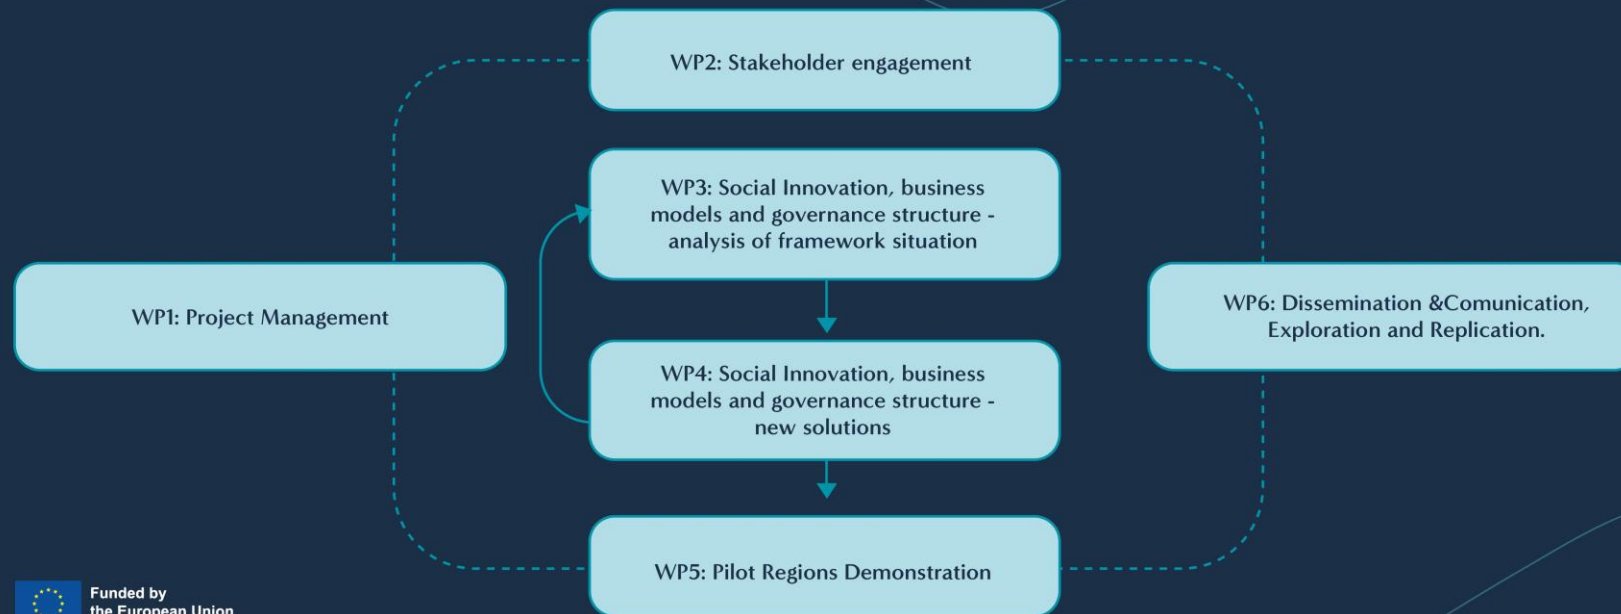 WP2: Stakeholder engagement
WP3: Social Innovation, business
models and governance structure -
analysis of framework situation
WP1: Project Management
WP6: Dissemination &Comunication,
Exploration and Replication.
WP4: Social Innovation, business
models and governance structure -
new solutions
WP5: Pilot Regions Demonstration
Funded by
the European Union